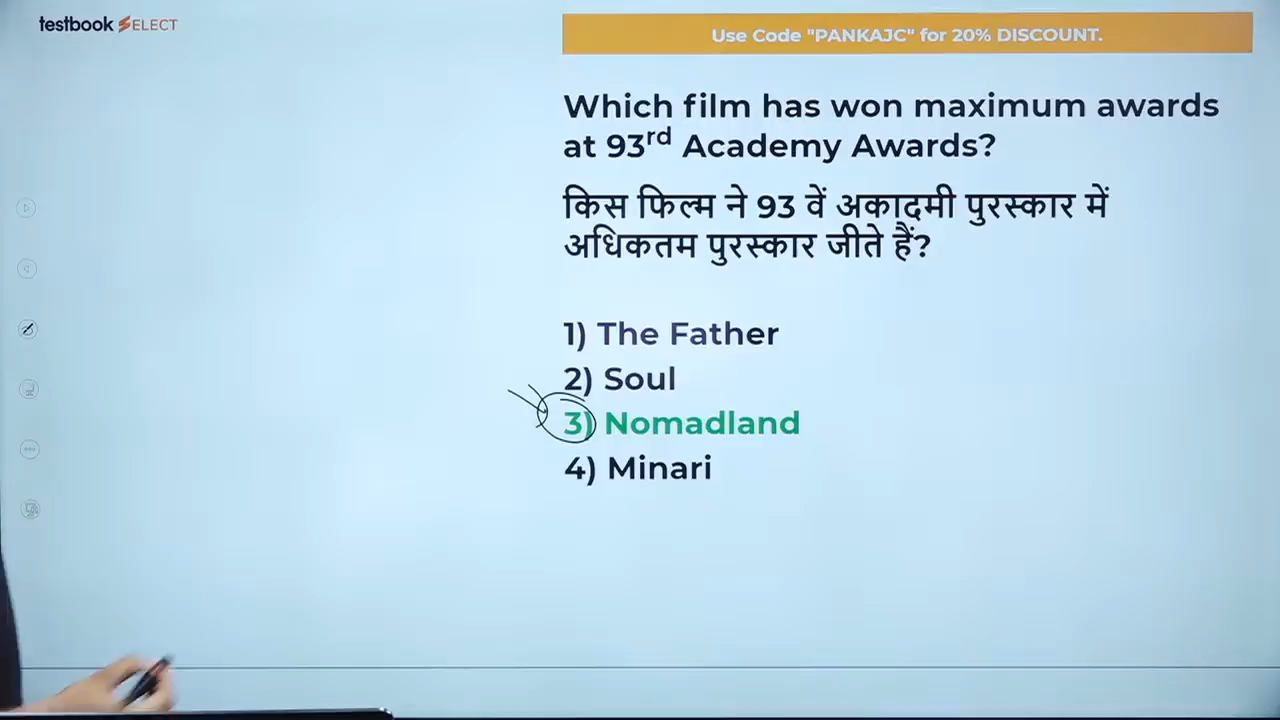 testbook SELECT
Use Code "PANKAJC" for 20% DISCOUNT.
Which film has won maximum awards
at 93rd Academy Awards?
किस फिल्म ने 93 वें अकादमी पुरस्कार में
अधिकतम पुरस्कार जीते हैं?
1) The Father
2) Soul
3) Nomadland
4) Minari